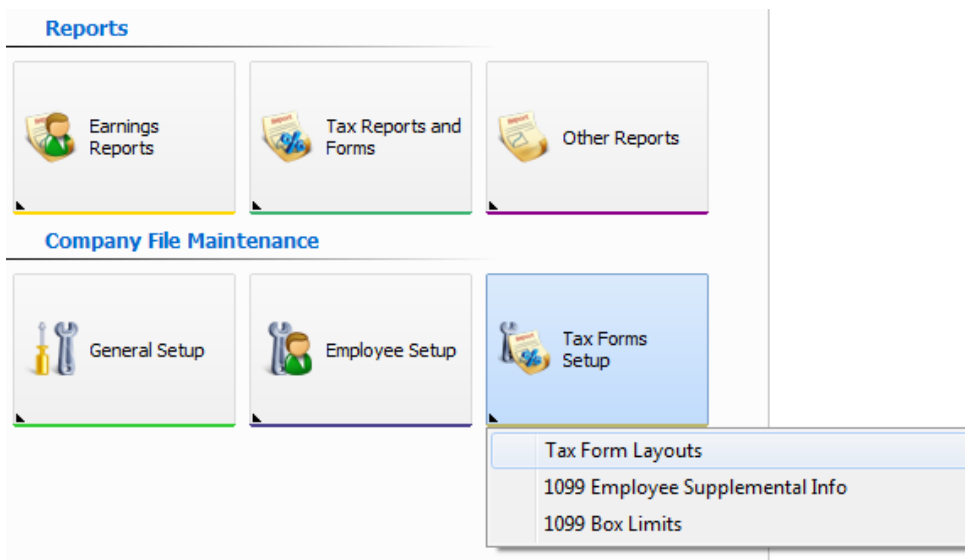 Reports
Earnings
Reports
Tax Reports and
Forms
Other Reports
Company File Maintenance
General Setup
Employee Setup
Tax Forms
Setup
Tax Form Layouts
1099 Employee Supplemental Info
1099 Box Limits